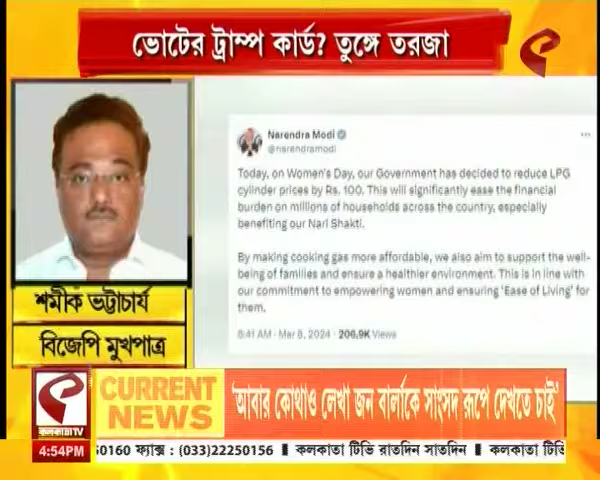 ভোটের ট্রাম্প কার্ড? তুঙ্গে তরজা
Narendra Modi
@narendramodi
Today, on Women's Day, our Government has decided to reduce LPG
cylinder prices by Rs. 100. This will significantly ease the financial
burden on millions of households across the country, especially
benefiting our Nari Shakti.
By making cooking gas more affordable, we also aim to support the well-
being of families and ensure a healthier environment. This is in line with
our commitment to empowering women and ensuring 'Ease of Living' for
them.
8:41 AM · Mar 8, 2024 · 206.9K Views
শমীক ভট্টাচার্য
বিজেপি মুখপাত্র
কলকাতাTV
CURRENT
NEWS
'আবার কোথাও লেখা জন বার্লাকে সাংসদ রূপে দেখতে চাই'
4:54PM
50160 ফ্যাক্স : (033)22250156 ॥ কলকাতা টিভি রাতদিন সাতদিন ॥ কলকাতা টিভি